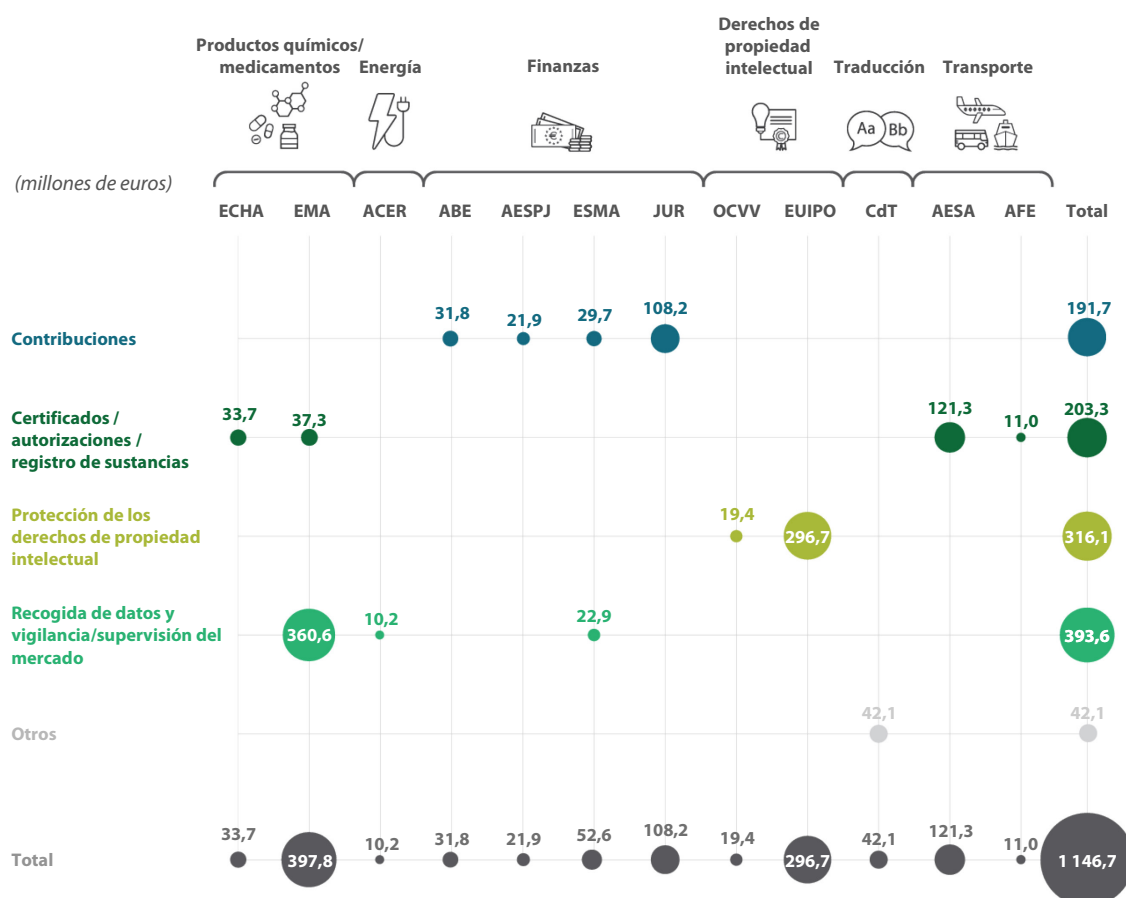 Productos químicos/
medicamentos
Energía
Finanzas
Derechos de
propiedad
intelectual
Traducción
Transporte
Aa Bb
(millones de euros)
ECHA EMA ACER ABE AESPJ ESMA JUR OCVV EUIPO CdT AESA AFE Total
Contribuciones
31,8 21,9 29,7 108,2 191,7
Certificados /
autorizaciones /
registro de sustancias
33,7 37,3 121,3 11,0 203,3
Protección de los
derechos de propiedad
intelectual
19,4 296,7 316,1
Recogida de datos y
vigilancia/supervisión del
mercado
360,6 10,2 22,9 393,6
Otros
42,1 42,1
Total
33,7 397,8 10,2 31,8 21,9 52,6 108,2 19,4 296,7 42,1 121,3 11,0 1 146,7